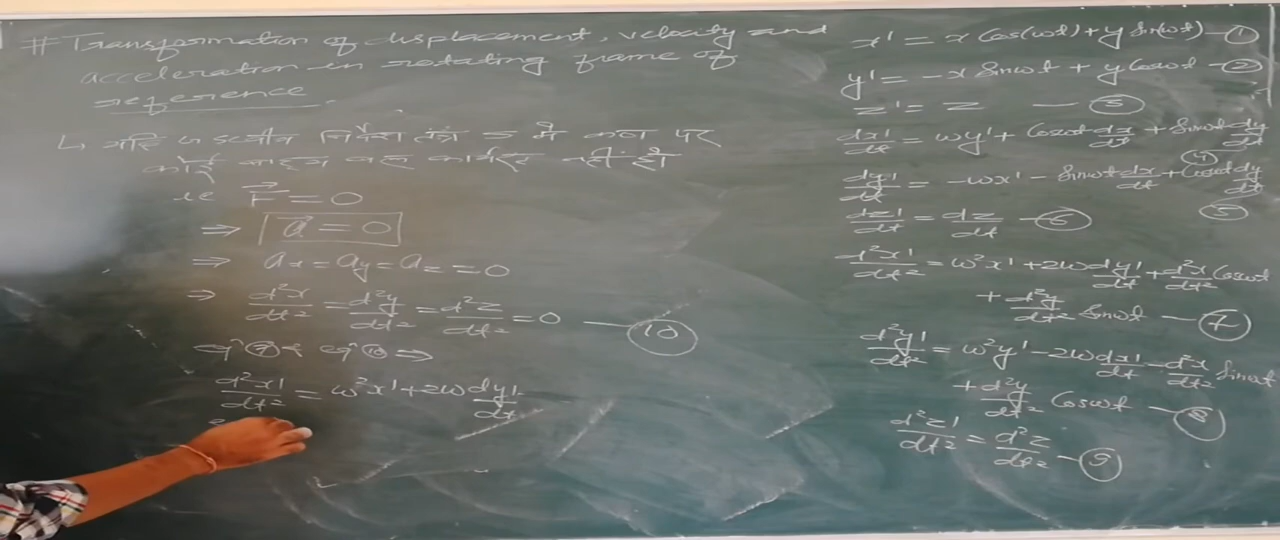 # Transformation of displacement, velocity and
acceleration in rotating frame of
reference.
↳ यदि जड़त्वीय निर्देश तंत्र S में कण पर
कोई बाह्य बल कार्यरत नहीं हो
ie F⃗ = 0
⇒ a⃗ = 0
⇒ ax = ay = az = 0
⇒ d²x/dt² = d²y/dt² = d²z/dt² = 0 — (10)
eqⁿ (7) व eqⁿ (10) ⇒
d²x'/dt² = ω²x' + 2ω dy'/dt
x' = x Cos(ωt) + y Sin(ωt) — (1)
y' = -x Sinωt + y Cosωt — (2)
z' = z — (3)
dx'/dt = ωy' + Cosωt dx/dt + Sinωt dy/dt (4)
dy'/dt = -ωx' - Sinωt dx/dt + Cosωt dy/dt (5)
dz'/dt = dz/dt — (6)
d²x'/dt² = ω²x' + 2ω dy'/dt + d²x/dt² Cosωt
+ d²y/dt² Sinωt — (7)
d²y'/dt² = ω²y' - 2ω dx'/dt - d²x/dt² Sinωt
+ d²y/dt² Cosωt — (8)
d²z'/dt² = d²z/dt² — (9)